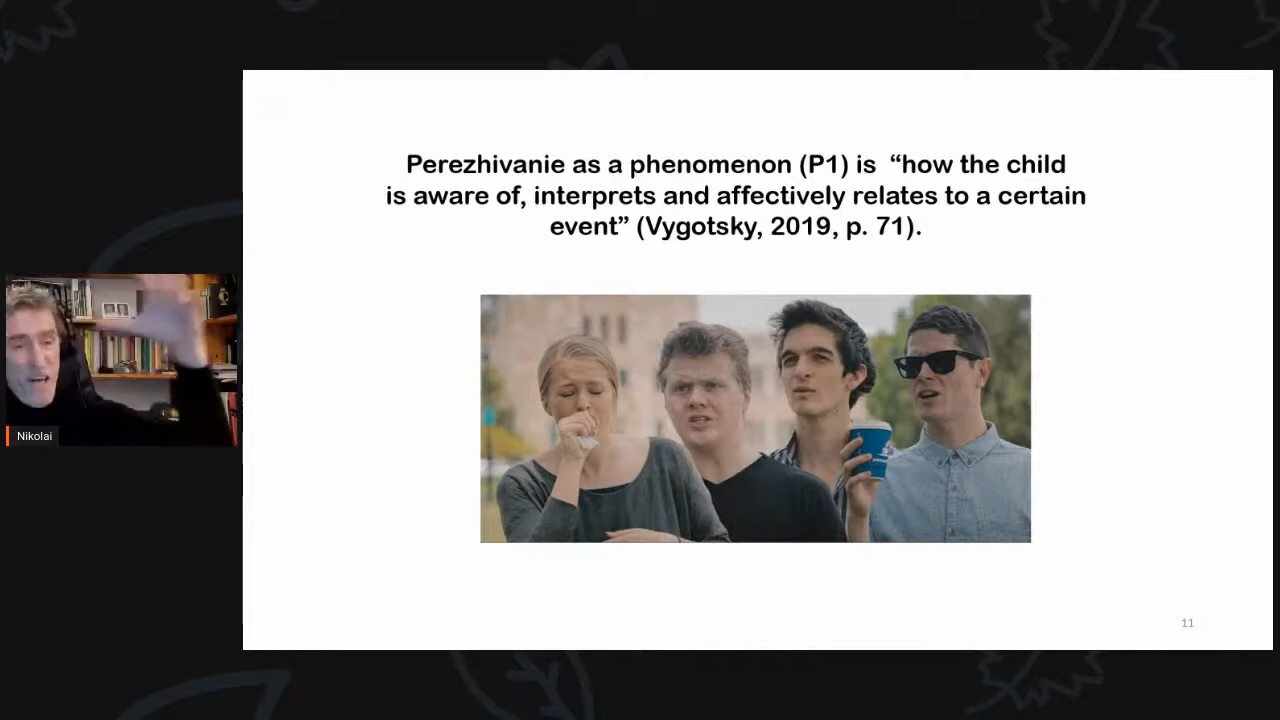 Perezhivanie as a phenomenon (P1) is “how the child
is aware of, interprets and affectively relates to a certain
event” (Vygotsky, 2019, p. 71).
Nikolai
11